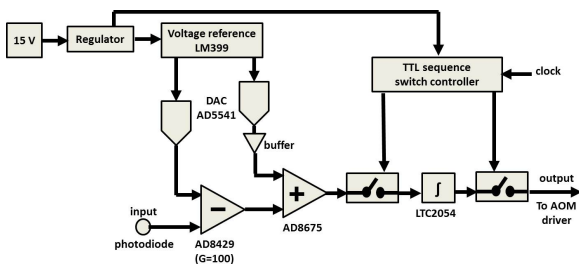 15 V
Regulator
Voltage reference
LM399
TTL sequence
switch controller
clock
DAC
AD5541
buffer
+
−
∫
input
photodiode
AD8429
(G=100)
AD8675
LTC2054
output
To AOM
driver